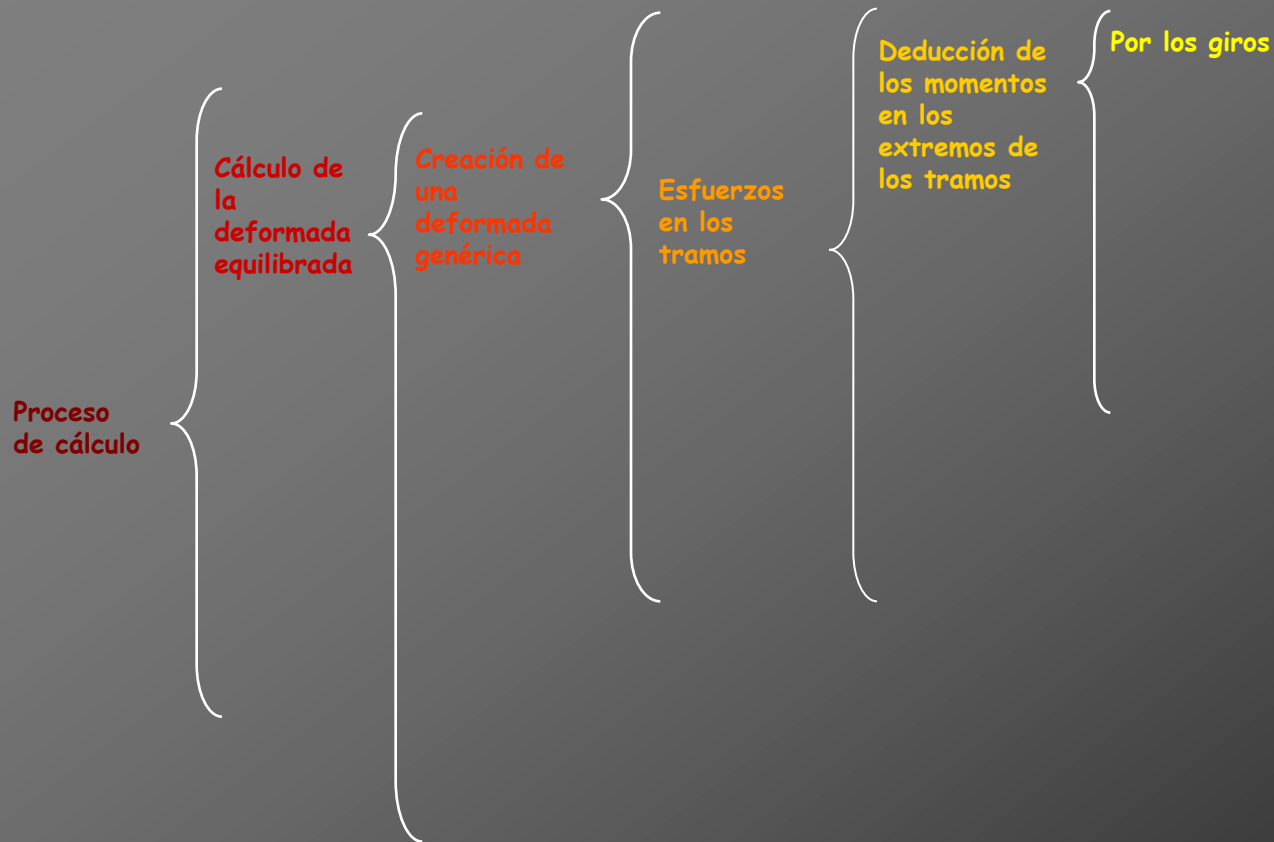 Proceso
de cálculo
Cálculo de
la
deformada
equilibrada
Creación de
una
deformada
genérica
Esfuerzos
en los
tramos
Deducción de
los momentos
en los
extremos de
los tramos
Por los giros